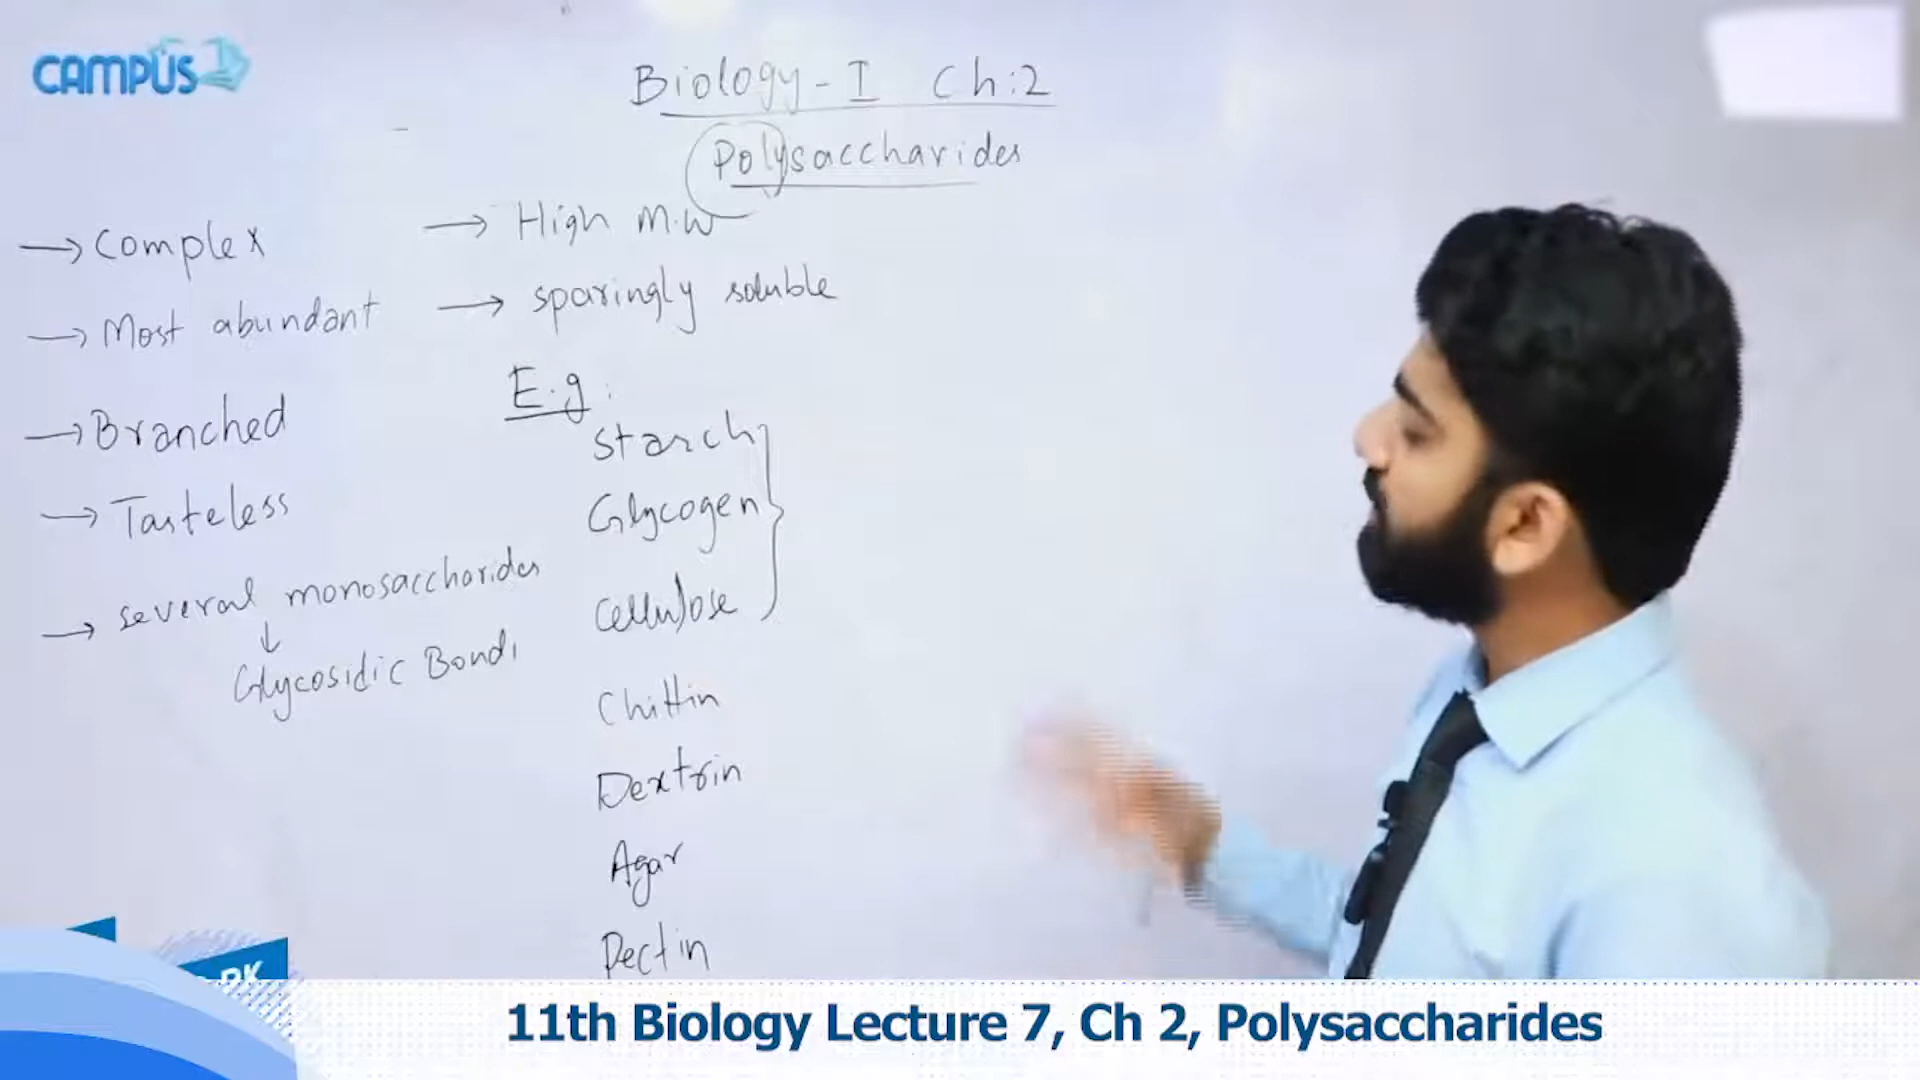 CAMPUS
Biology - I Ch:2
Polysaccharides
→ Complex
→ Most abundant
→ Branched
→ Tasteless
→ several monosaccharides
↓
Glycosidic Bond
→ High M.W
→ sparingly soluble
E.g:
Starch
Glycogen
Cellulose
Chittin
Dextrin
Agar
Pectin
.PK
11th Biology Lecture 7, Ch 2, Polysaccharides